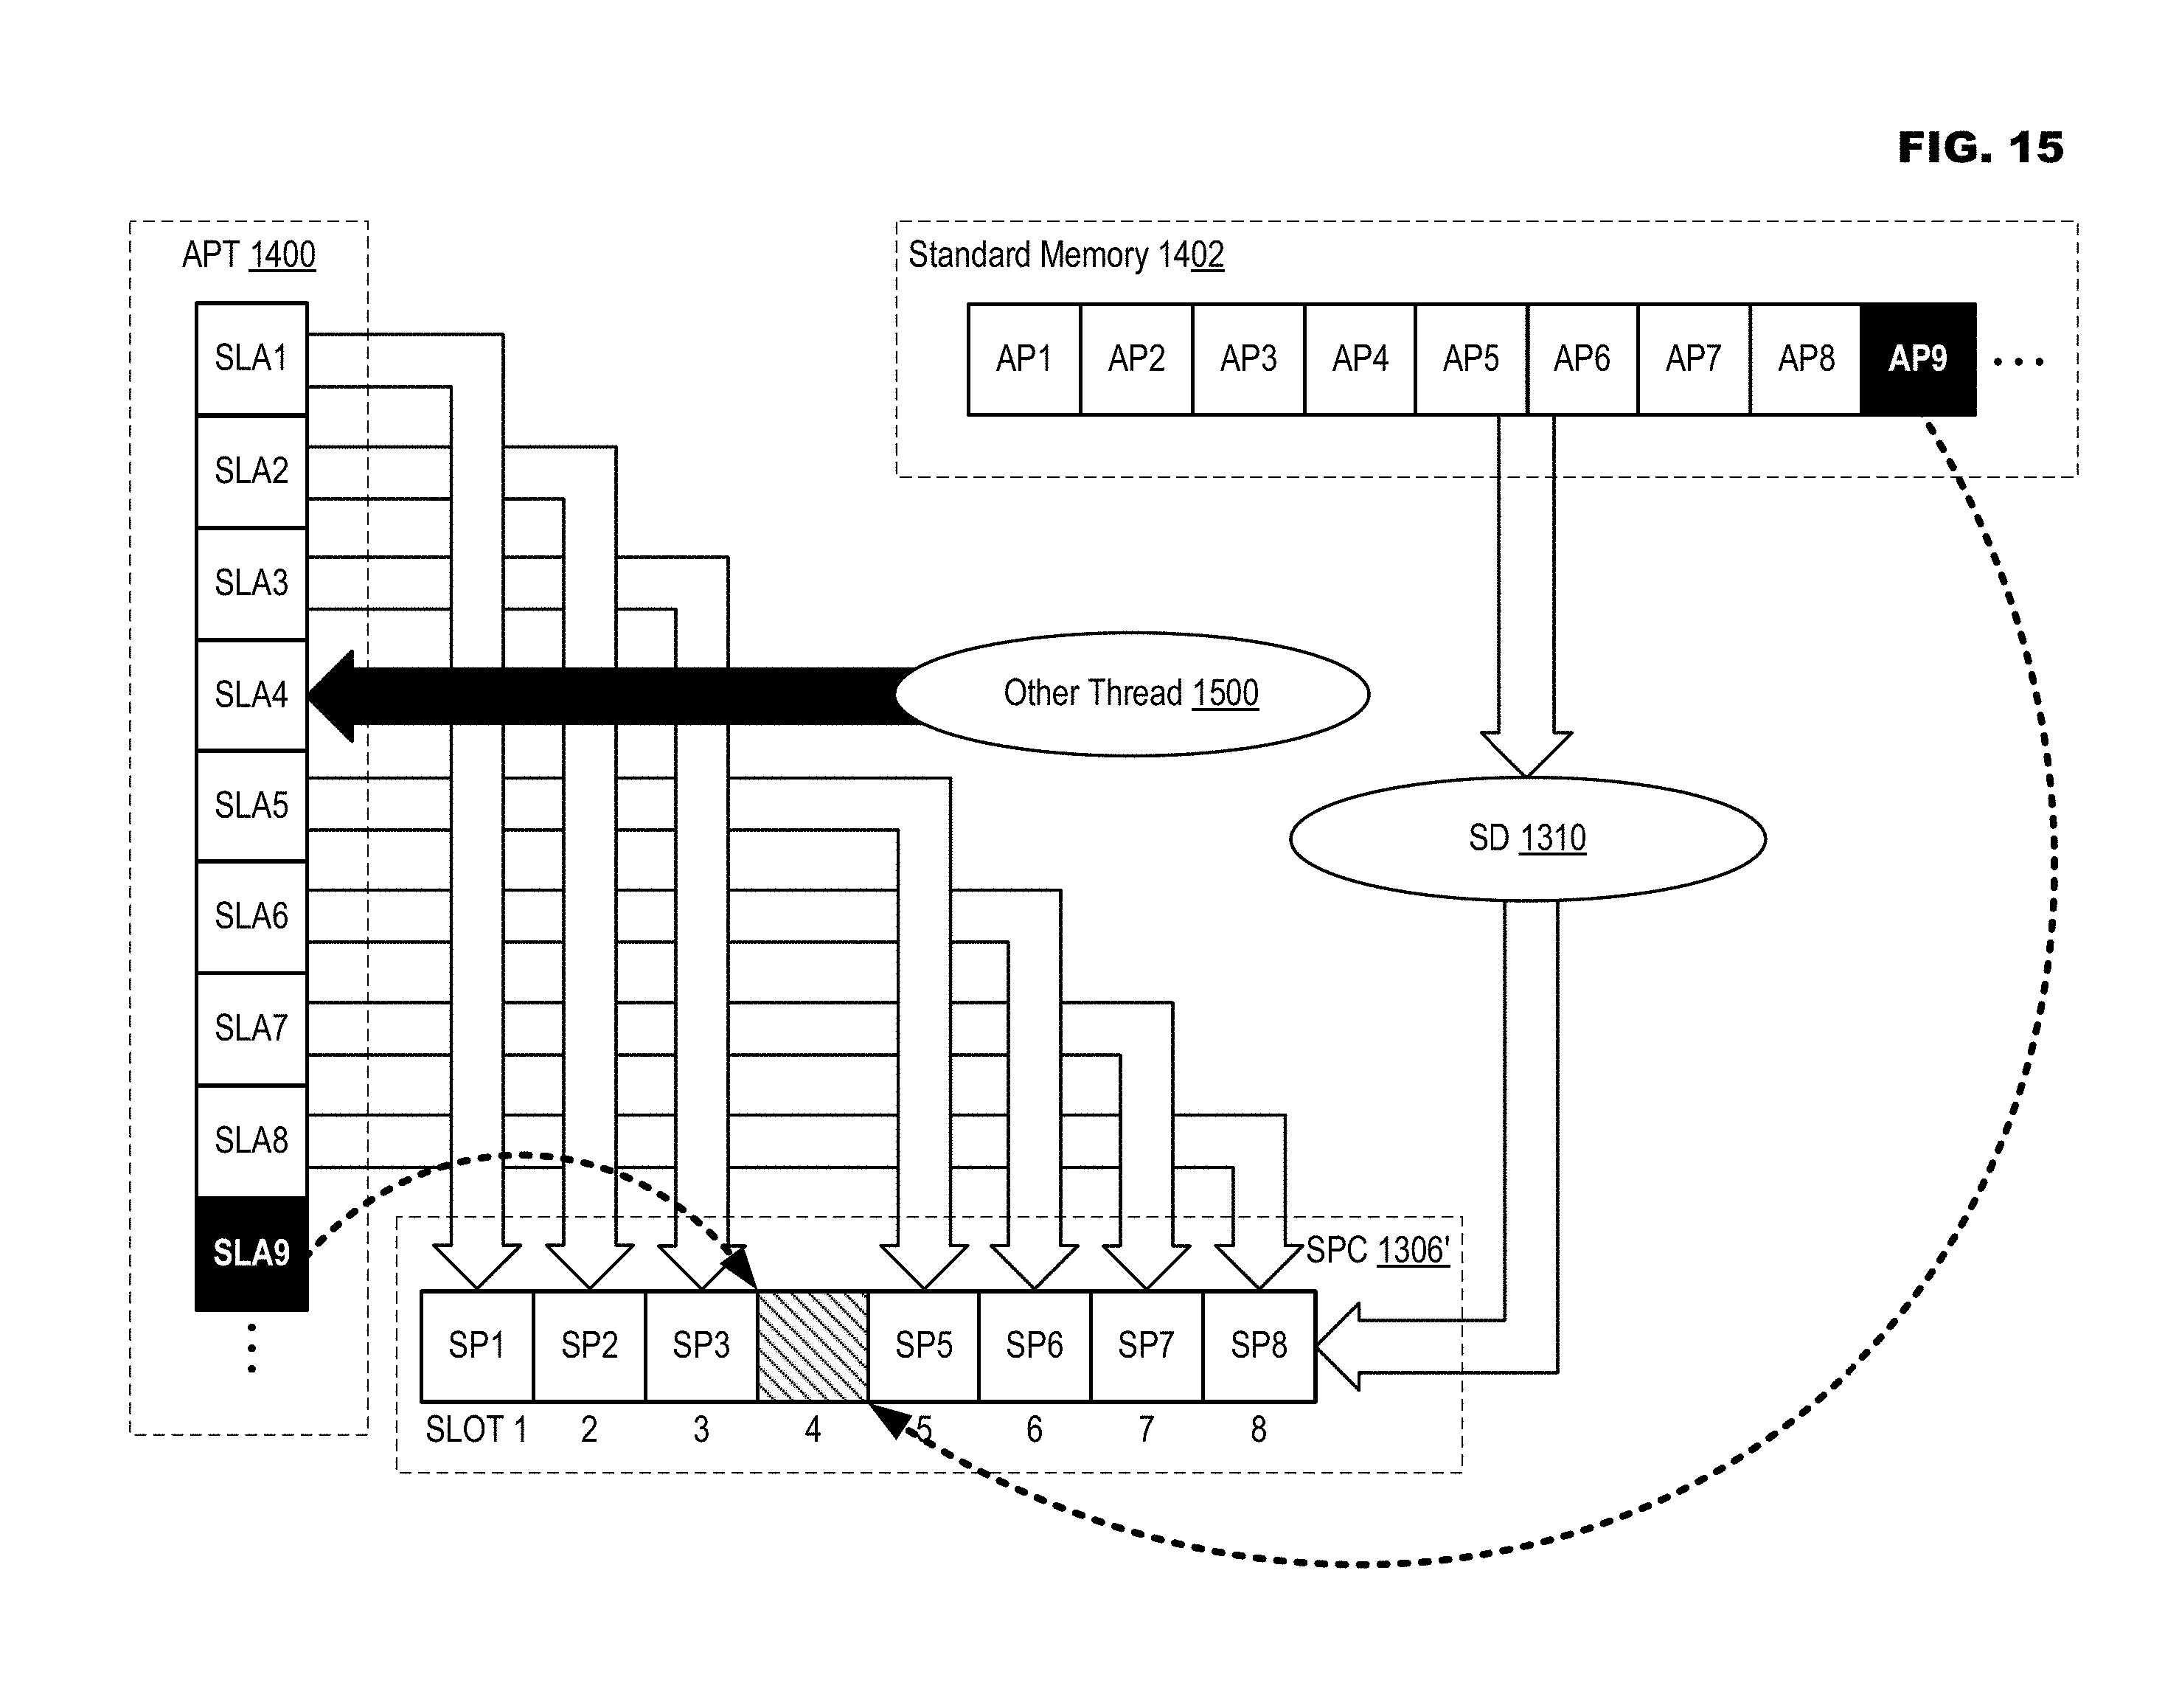 FIG. 15
APT 1400
SLA1
SLA2
SLA3
SLA4
SLA5
SLA6
SLA7
SLA8
SLA9
Standard Memory 1402
AP1 AP2 AP3 AP4 AP5 AP6 AP7 AP8 AP9 ...
Other Thread 1500
SD 1310
SPC 1306'
SP1 SP2 SP3 SP5 SP6 SP7 SP8
SLOT 1 2 3 4 5 6 7 8